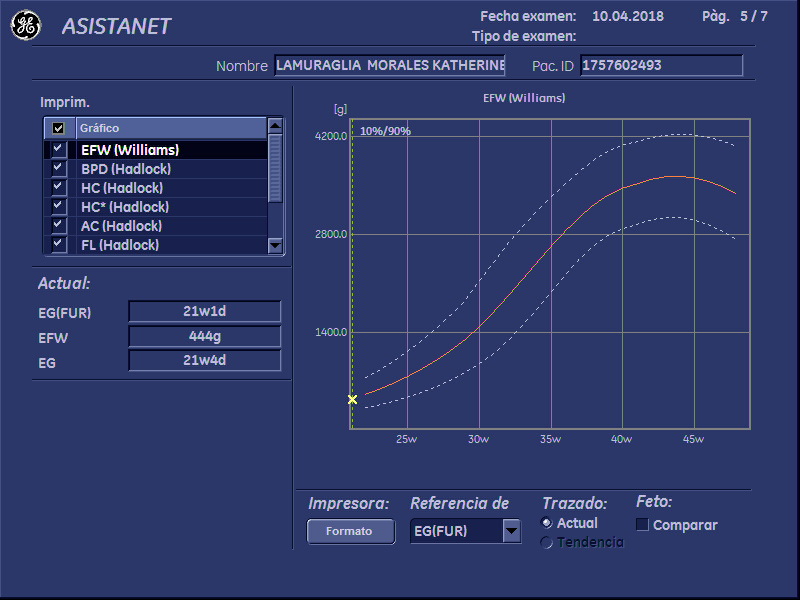 ASISTANET
Fecha examen: 10.04.2018 Pàg. 5 / 7
Tipo de examen:
Nombre LAMURAGLIA MORALES KATHERINE Pac. ID 1757602493
Imprim.
Gráfico
EFW (Williams)
BPD (Hadlock)
HC (Hadlock)
HC* (Hadlock)
AC (Hadlock)
FL (Hadlock)
Actual:
EG(FUR) 21w1d
EFW 444g
EG 21w4d
EFW (Williams)
[g]
10%/90%
4200.0
2800.0
1400.0
25w 30w 35w 40w 45w
Impresora: Referencia de Trazado: Feto:
Formato EG(FUR) Actual Comparar
Tendencia